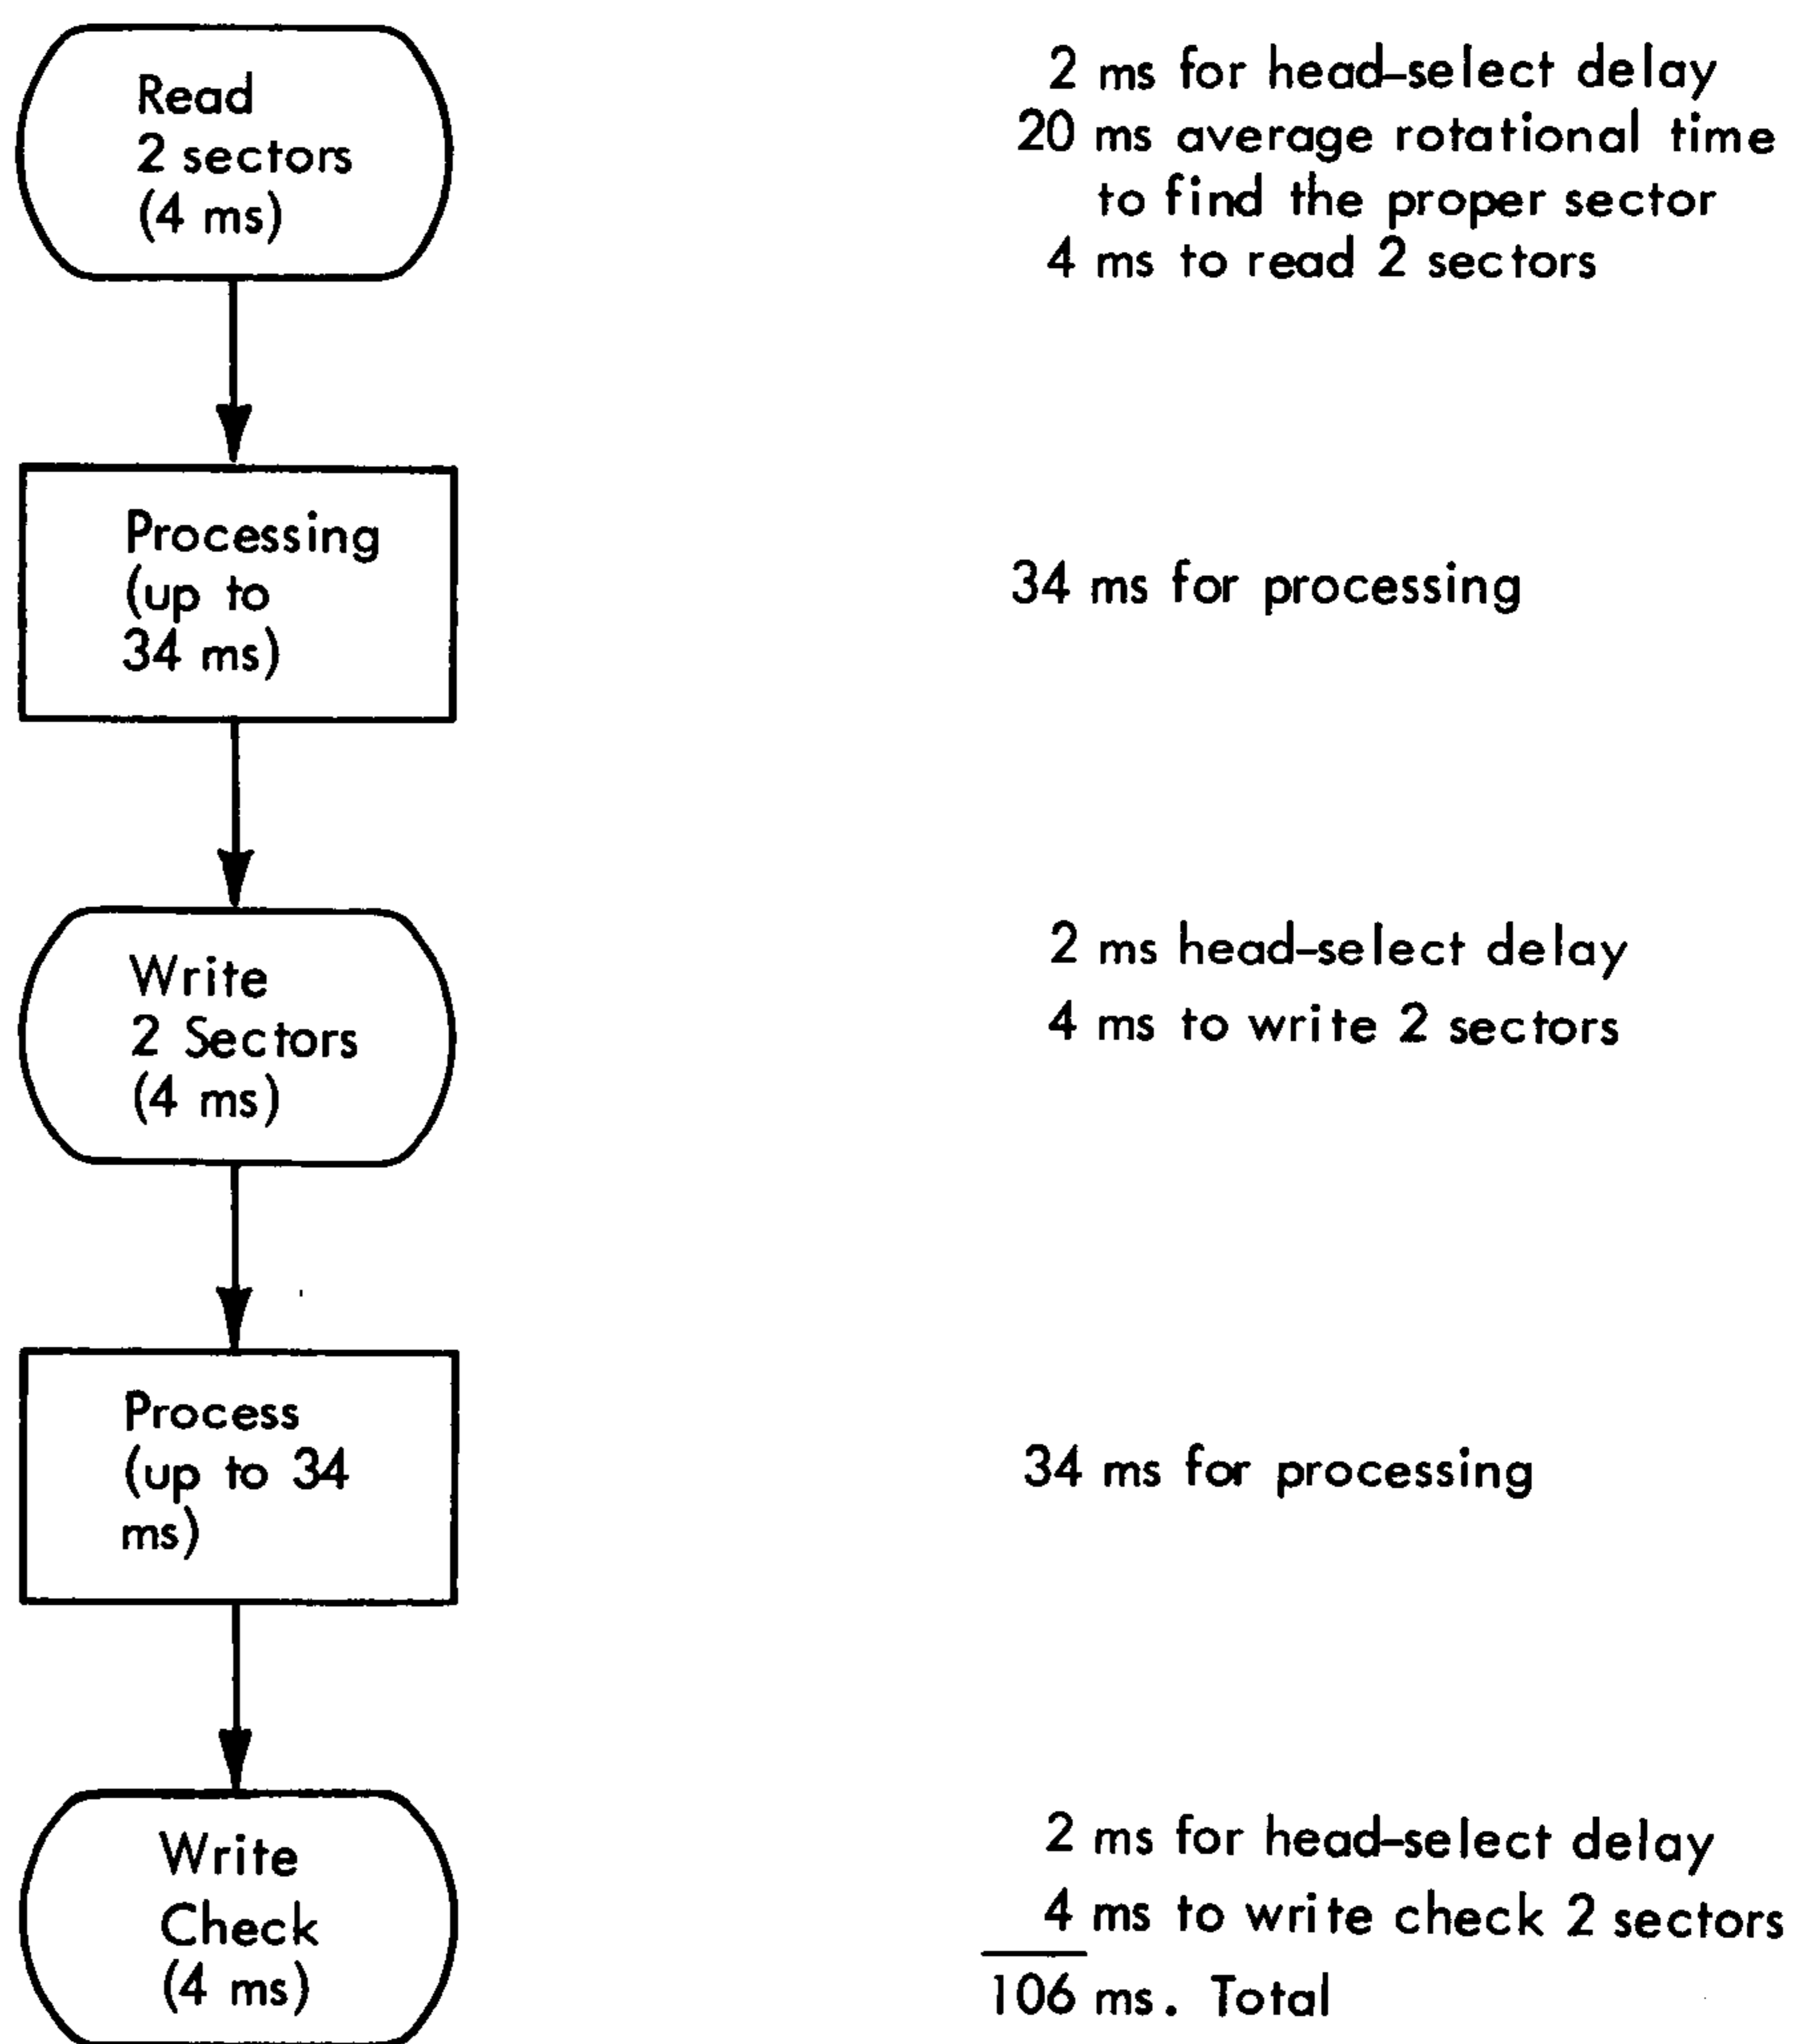 Read
2 sectors
(4 ms)
2 ms for head-select delay
20 ms average rotational time
to find the proper sector
4 ms to read 2 sectors
Processing
(up to
34 ms)
34 ms for processing
Write
2 Sectors
(4 ms)
2 ms head-select delay
4 ms to write 2 sectors
Process
(up to 34
ms)
34 ms for processing
Write
Check
(4 ms)
2 ms for head-select delay
4 ms to write check 2 sectors
106 ms. Total